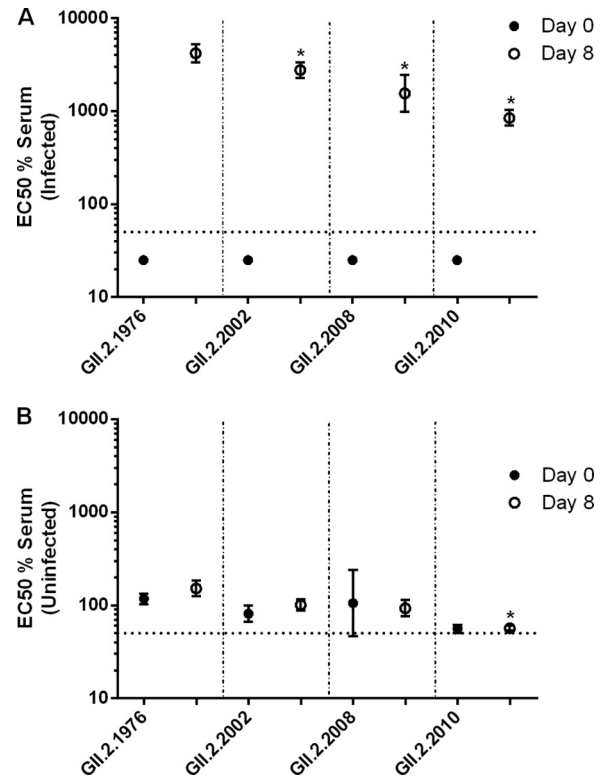 A
EC50 % Serum
(Infected)
10000
1000
100
10
*
*
*
Day 0
Day 8
GII.2.1976
GII.2.2002
GII.2.2008
GII.2.2010
B
EC50 % Serum
(Uninfected)
10000
1000
100
10
*
Day 0
Day 8
GII.2.1976
GII.2.2002
GII.2.2008
GII.2.2010